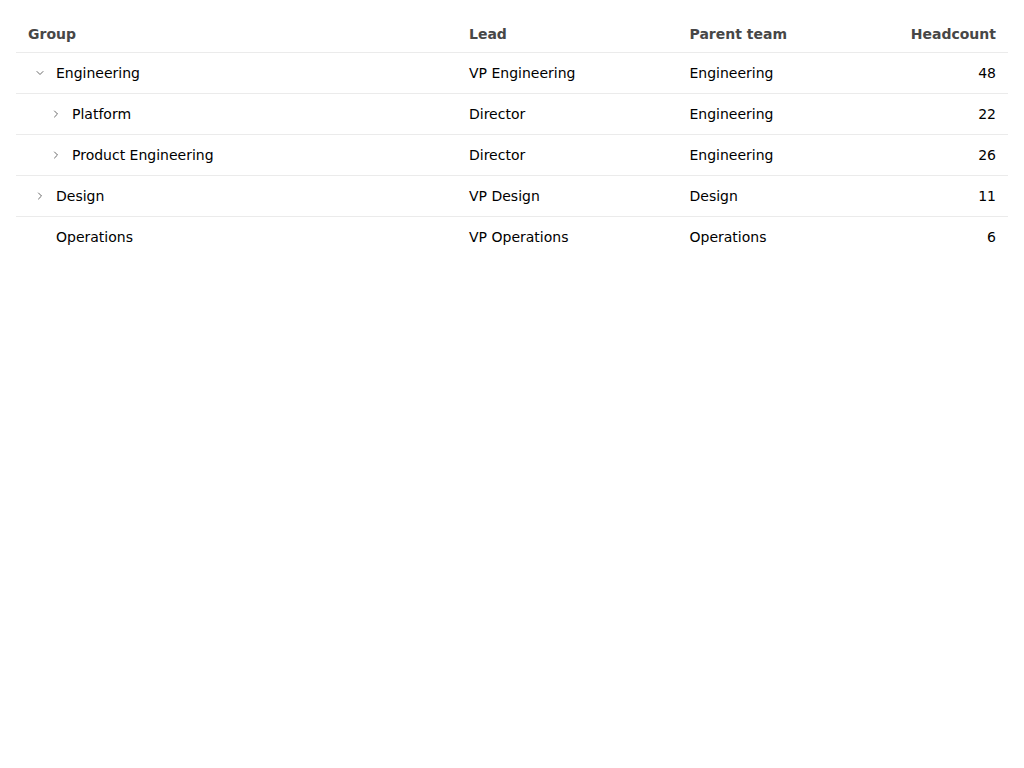 Group Lead Parent team Headcount
Engineering VP Engineering Engineering 48
Platform Director Engineering 22
Product Engineering Director Engineering 26
Design VP Design Design 11
Operations VP Operations Operations 6